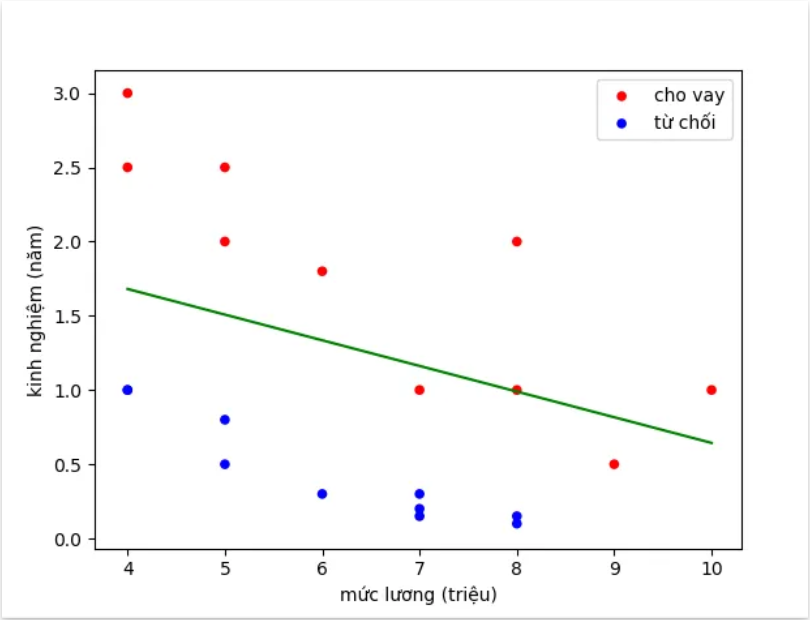 cho vay
từ chối
3.0
2.5
2.0
1.5
1.0
0.5
0.0
kinh nghiệm (năm)
4 5 6 7 8 9 10
mức lương (triệu)